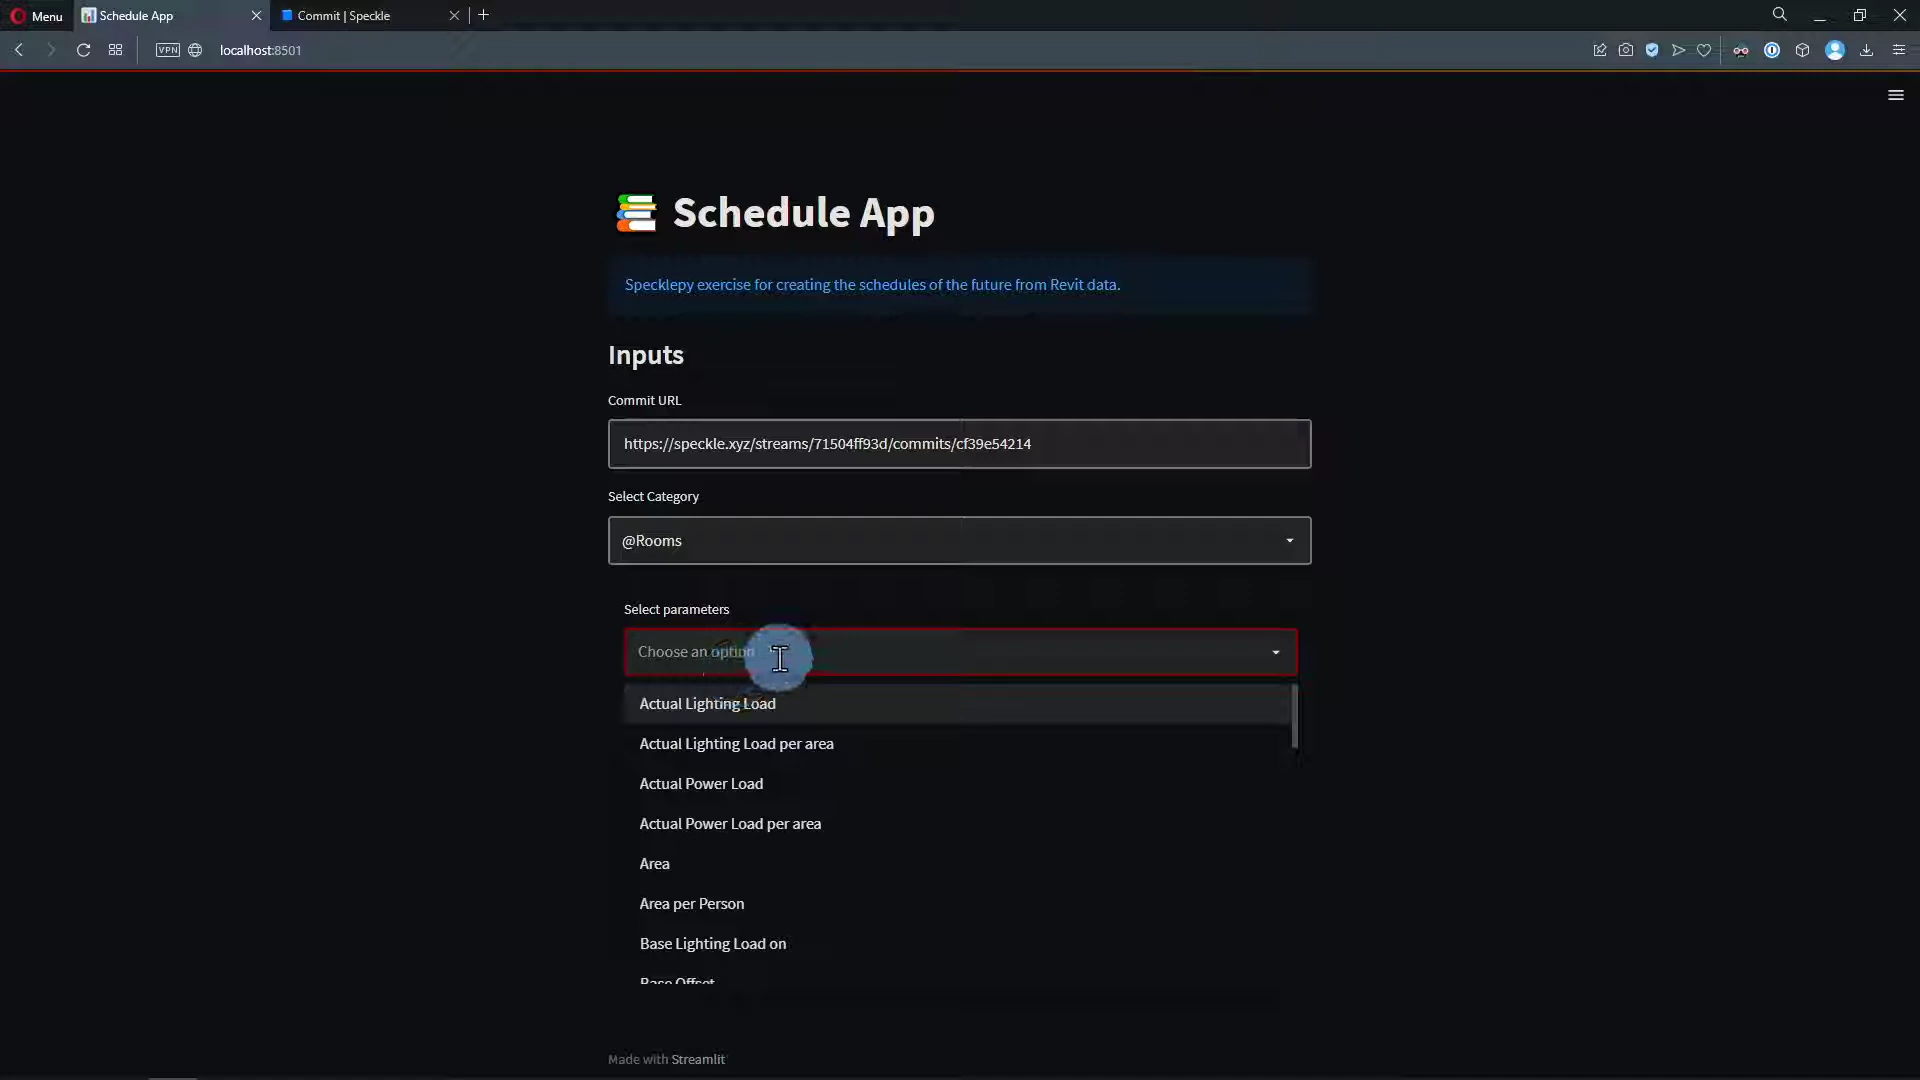 Menu
Schedule App
Commit | Speckle
VPN
localhost:8501
Schedule App
Specklepy exercise for creating the schedules of the future from Revit data.
Inputs
Commit URL
https://speckle.xyz/streams/71504ff93d/commits/cf39e54214
Select Category
@Rooms
Select parameters
Choose an option
Actual Lighting Load
Actual Lighting Load per area
Actual Power Load
Actual Power Load per area
Area
Area per Person
Base Lighting Load on
Base Offset
Made with Streamlit